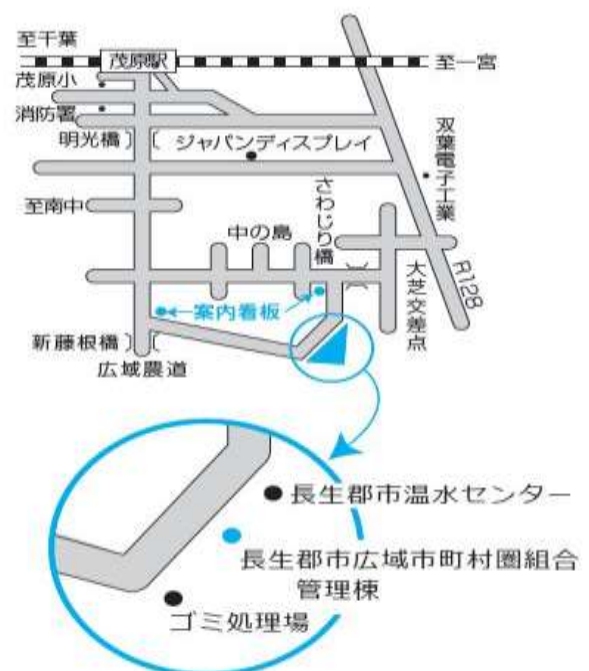 至千葉
茂原駅
至一宮
茂原小
消防署
明光橋
ジャパンディスプレイ
双葉電子工業
至南中
さわじり橋
中の島
大芝交差点
R128
案内看板
新藤根橋
広域農道
長生郡市温水センター
長生郡市広域市町村圏組合
管理棟
ゴミ処理場